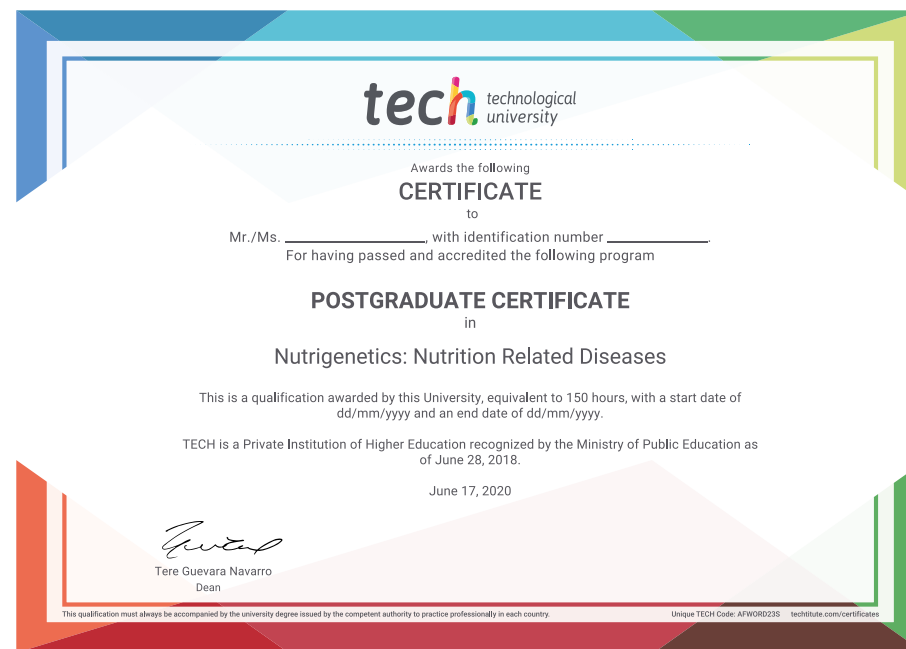 tech technological
university
Awards the following
CERTIFICATE
to
Mr./Ms. ____________________, with identification number ______________.
For having passed and accredited the following program
POSTGRADUATE CERTIFICATE
in
Nutrigenetics: Nutrition Related Diseases
This is a qualification awarded by this University, equivalent to 150 hours, with a start date of
dd/mm/yyyy and an end date of dd/mm/yyyy.
TECH is a Private Institution of Higher Education recognized by the Ministry of Public Education as
of June 28, 2018.
June 17, 2020
Tere Guevara Navarro
Dean
This qualification must always be accompanied by the university degree issued by the competent authority to practice professionally in each country. Unique TECH Code: AFWORD23S techtitute.com/certificates